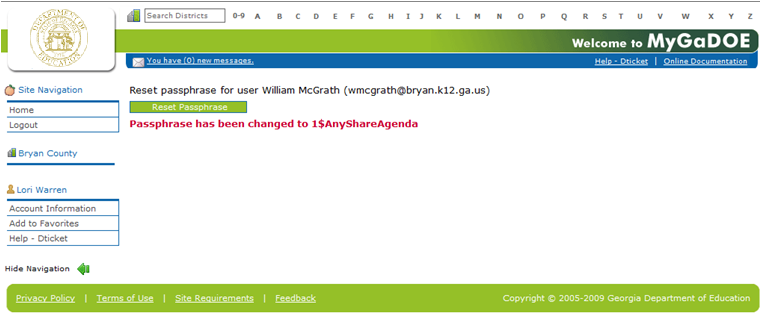 Search Districts 0-9 A B C D E F G H I J K L M N O P Q R S T U V W X Y Z
DEPARTMENT OF
EDUCATION
Welcome to MyGaDOE
You have (0) new messages. Help - Dticket | Online Documentation
Site Navigation
Home
Logout
Bryan County
Lori Warren
Account Information
Add to Favorites
Help - Dticket
Hide Navigation
Reset passphrase for user William McGrath (wmcgrath@bryan.k12.ga.us)
Reset Passphrase
Passphrase has been changed to 1$AnyShareAgenda
Privacy Policy | Terms of Use | Site Requirements | Feedback Copyright © 2005-2009 Georgia Department of Education